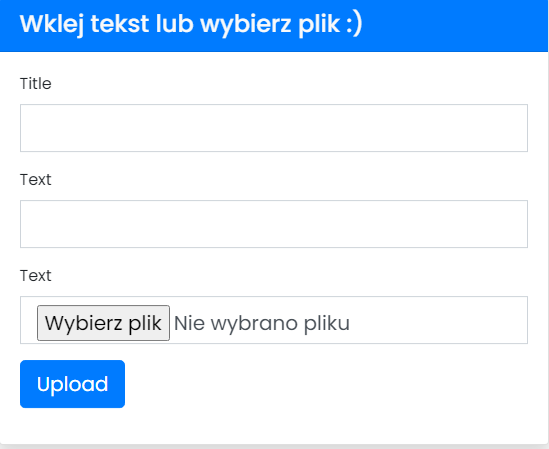 Wklej tekst lub wybierz plik :)
Title
Text
Text
Wybierz plik Nie wybrano pliku
Upload